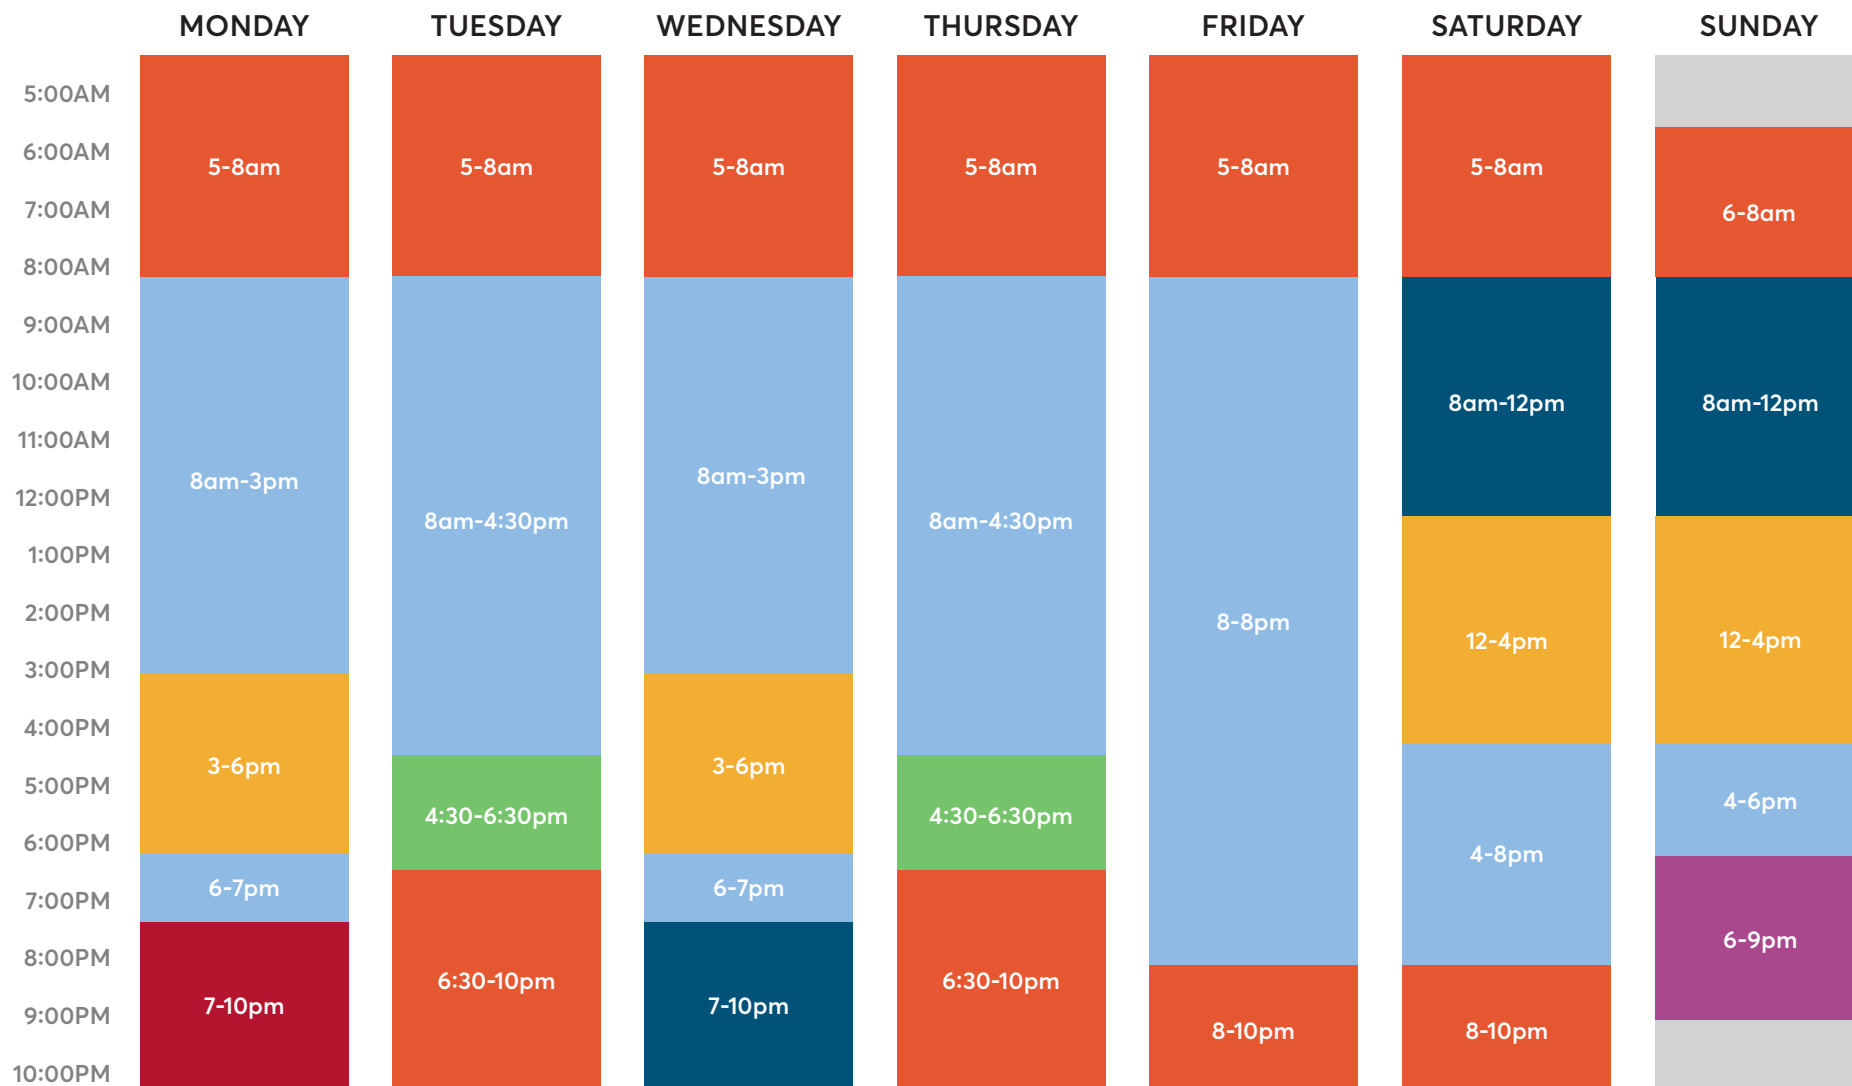 MONDAY TUESDAY WEDNESDAY THURSDAY FRIDAY SATURDAY SUNDAY
5:00AM
6:00AM
5-8am 5-8am 5-8am 5-8am 5-8am 5-8am
7:00AM 6-8am
8:00AM
9:00AM
10:00AM
8am-12pm 8am-12pm
11:00AM
8am-3pm 8am-3pm
12:00PM
8am-4:30pm 8am-4:30pm
1:00PM
2:00PM 8-8pm
12-4pm 12-4pm
3:00PM
4:00PM
3-6pm 3-6pm
5:00PM 4-6pm
4:30-6:30pm 4:30-6:30pm
6:00PM 4-8pm
6-7pm 6-7pm
7:00PM
6-9pm
8:00PM
6:30-10pm 6:30-10pm
7-10pm 7-10pm
9:00PM
8-10pm 8-10pm
10:00PM